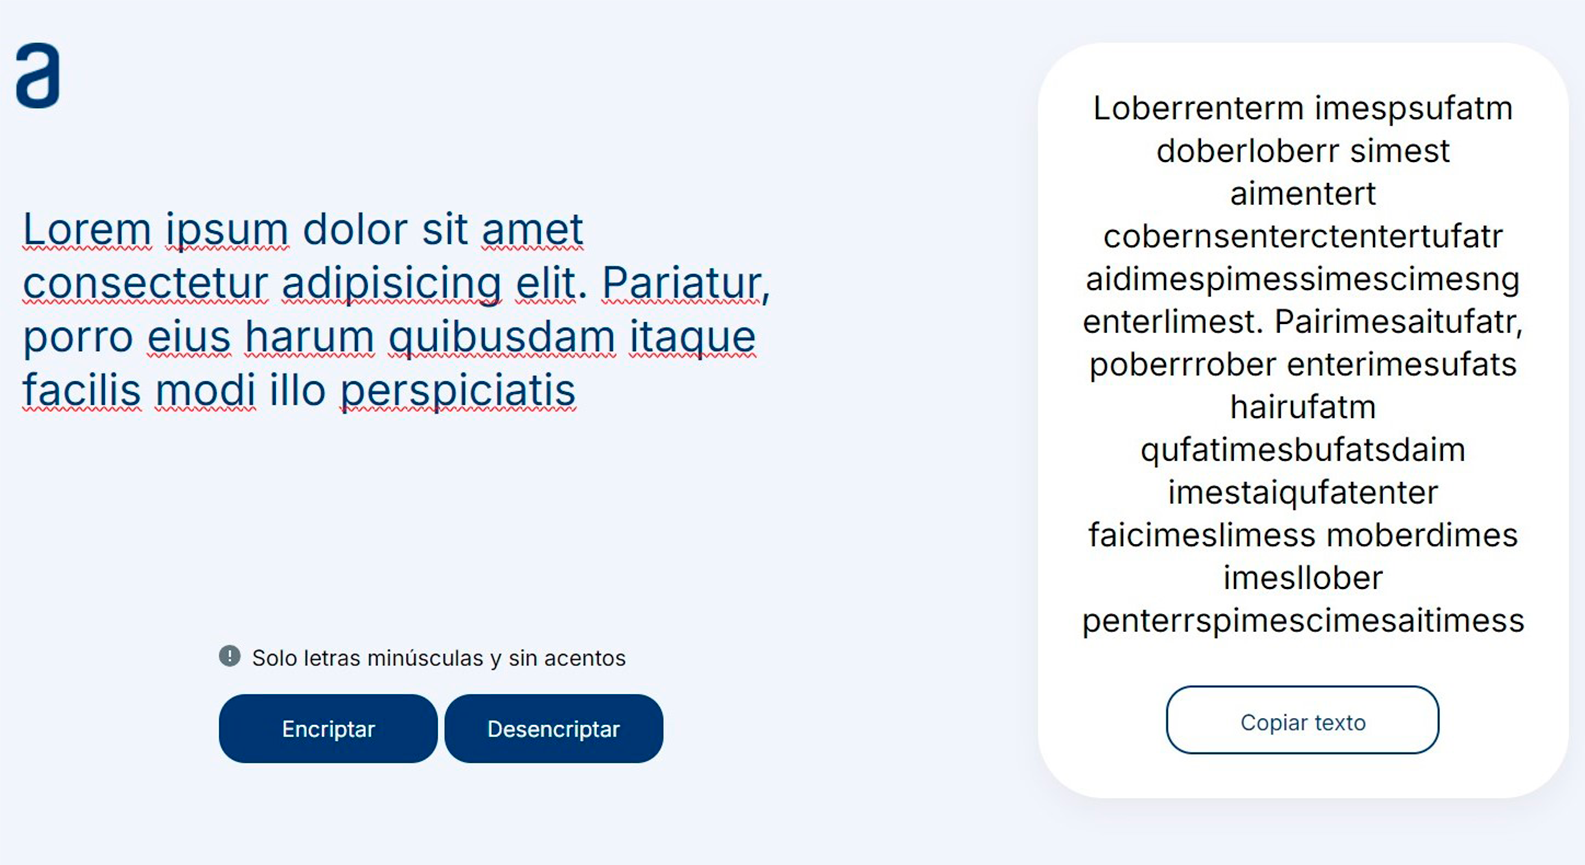 a
Lorem ipsum dolor sit amet
consectetur adipisicing elit. Pariatur,
porro eius harum quibusdam itaque
facilis modi illo perspiciatis
Solo letras minúsculas y sin acentos
Encriptar
Desencriptar
Loberrenterm imespsufatm
doberloberr simest
aimentert
cobernsenterctentertufatr
aidimespimessimescimesng
enterlimest. Pairimesaitufatr,
poberrrober enterimesufats
hairufatm
qufatimesbufatsdaim
imestaiqufatenter
faicimeslimess moberdimes
imesllober
penterrspimescimesaitimess
Copiar texto